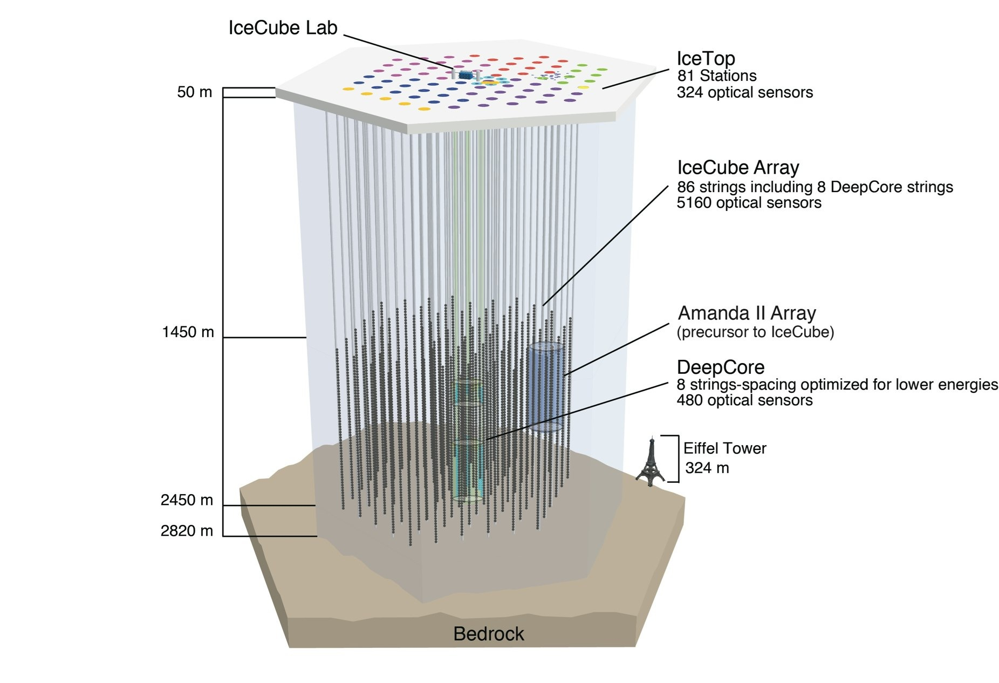 IceCube Lab
IceTop
81 Stations
324 optical sensors
50 m
IceCube Array
86 strings including 8 DeepCore strings
5160 optical sensors
Amanda II Array
(precursor to IceCube)
1450 m
DeepCore
8 strings-spacing optimized for lower energies
480 optical sensors
Eiffel Tower
324 m
2450 m
2820 m
Bedrock